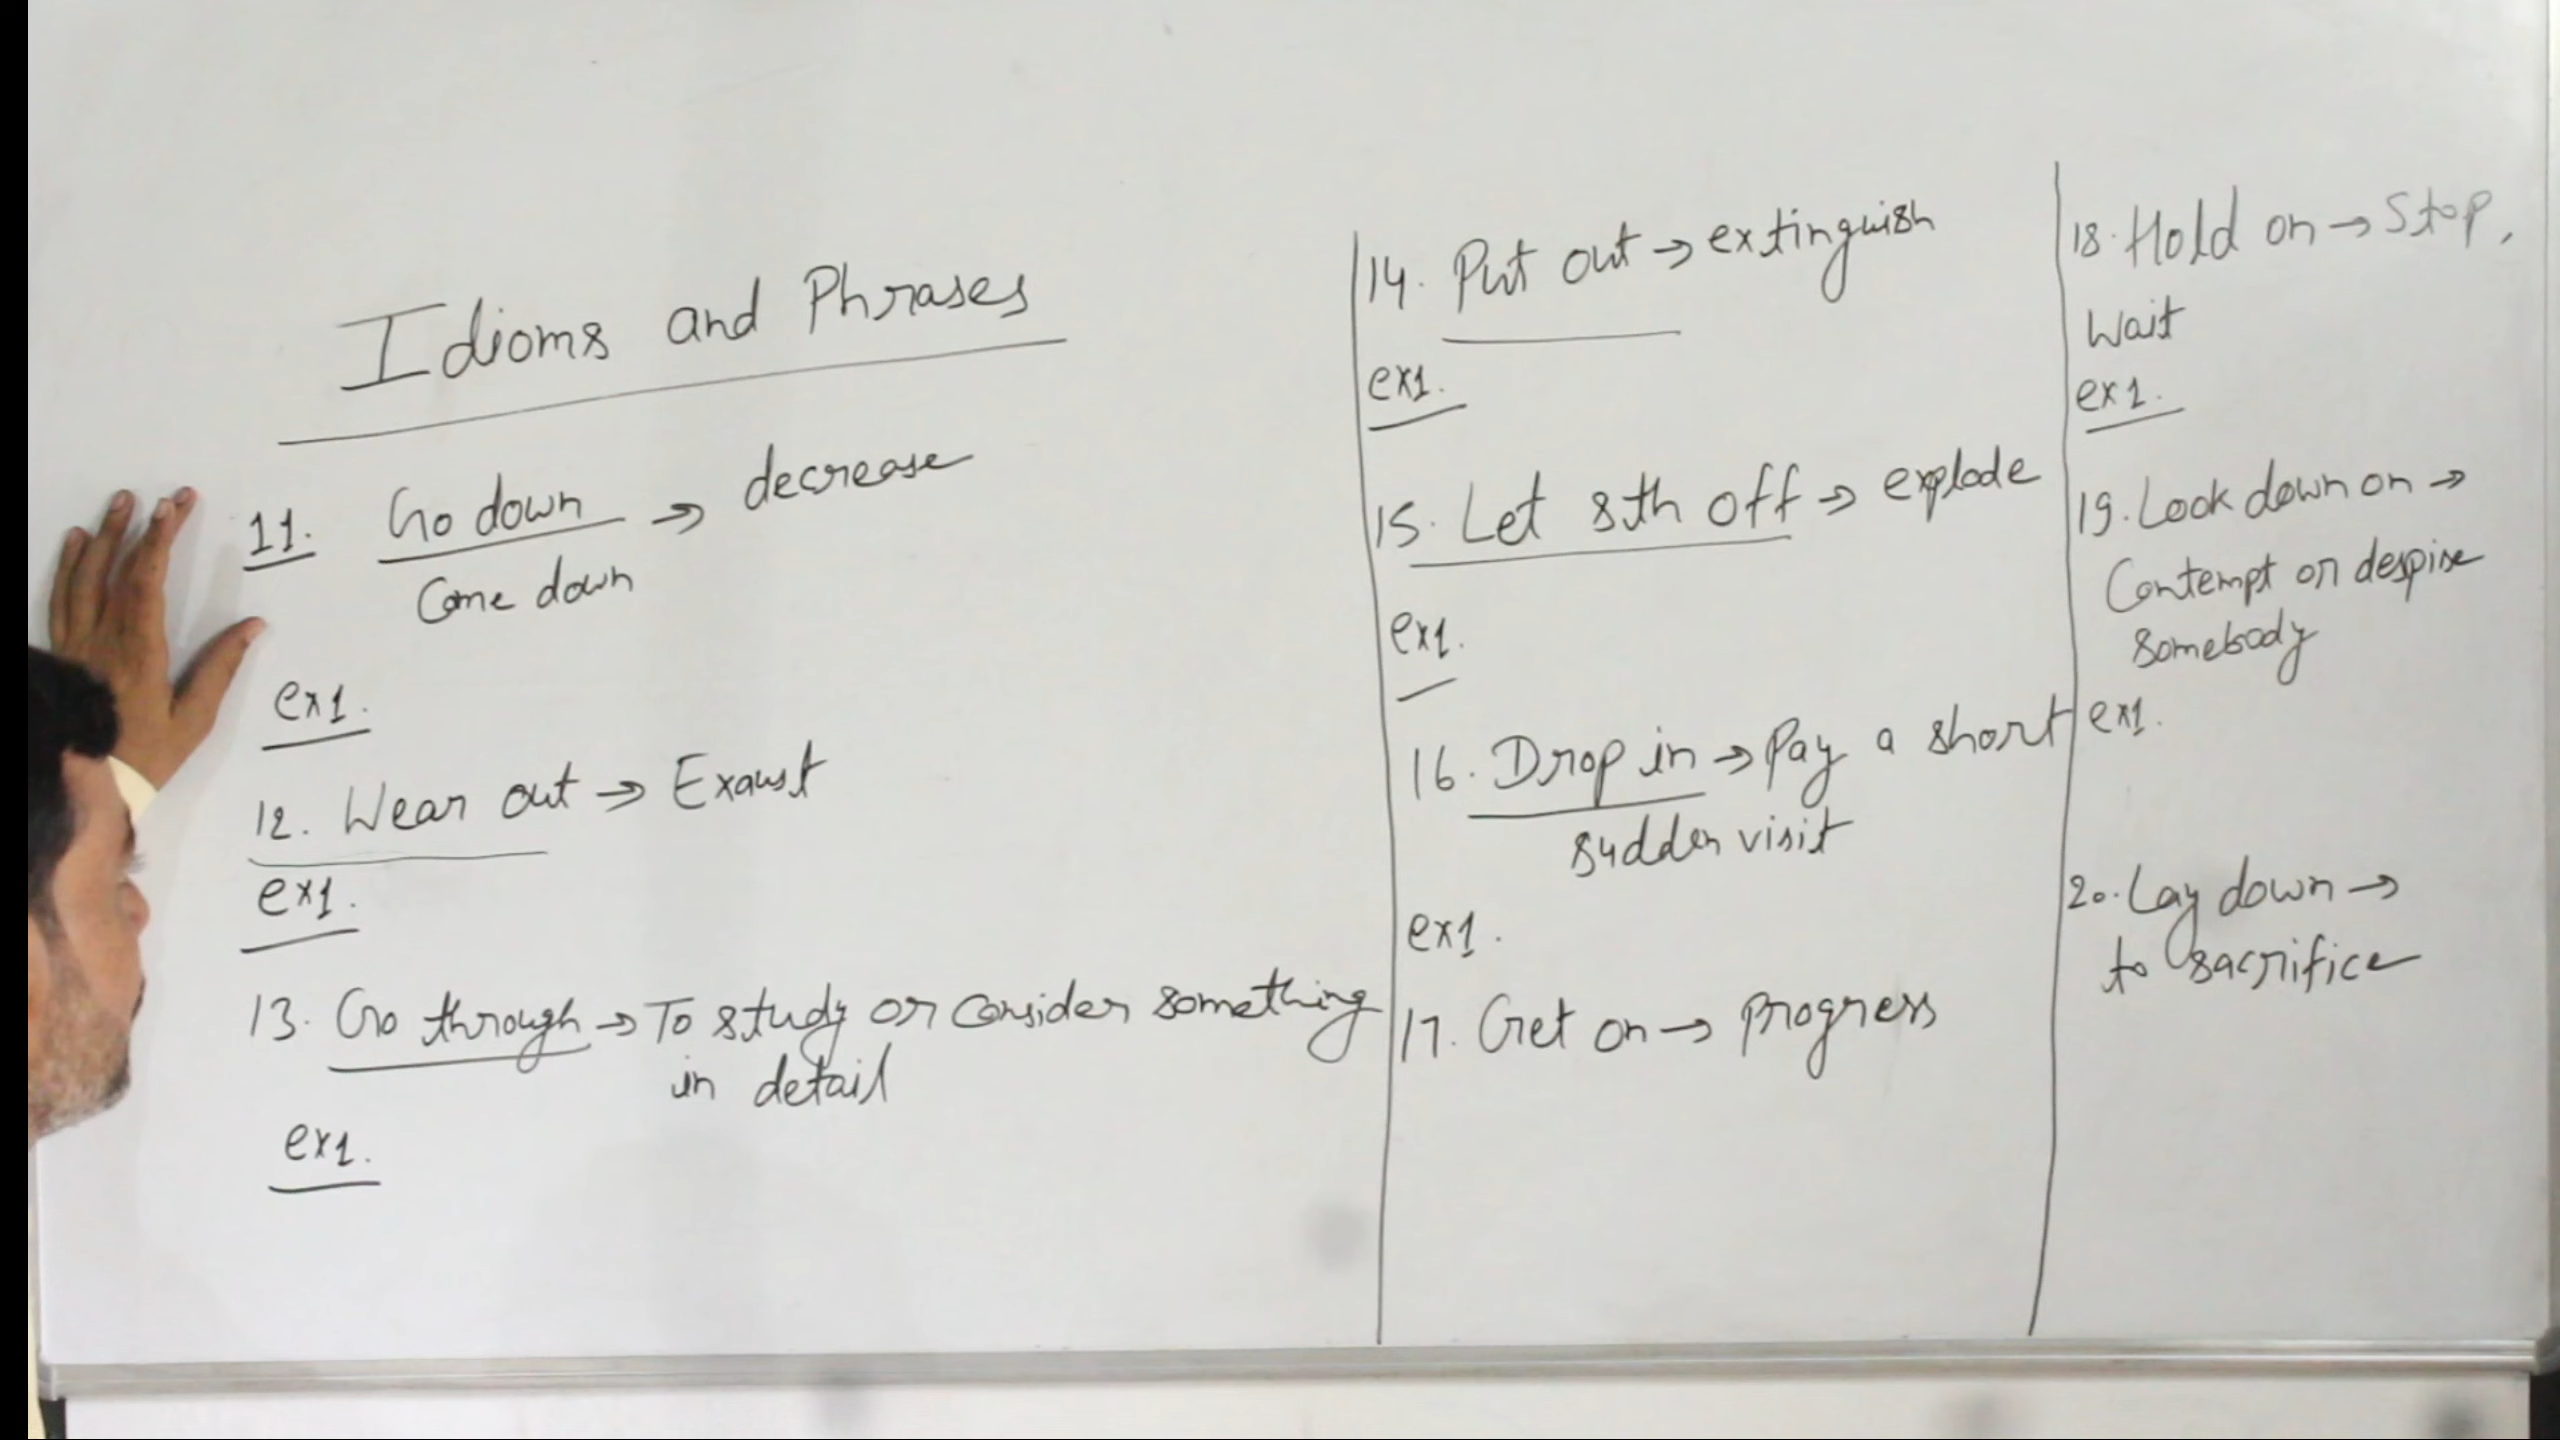 Idioms and Phrases
11. Go down → decrease
Come down
ex1.
12. Wear out → Exaust
ex1.
13. Go through → To study or consider something
in detail
ex1.
14. Put out → extinguish
ex1.
15. Let sth off → explode
ex1.
16. Drop in → Pay a short
sudden visit
ex1.
17. Get on → progress
18. Hold on → Stop,
Wait
ex1.
19. Look down on →
Contempt or despise
somebody
ex1.
20. Lay down →
to sacrifice